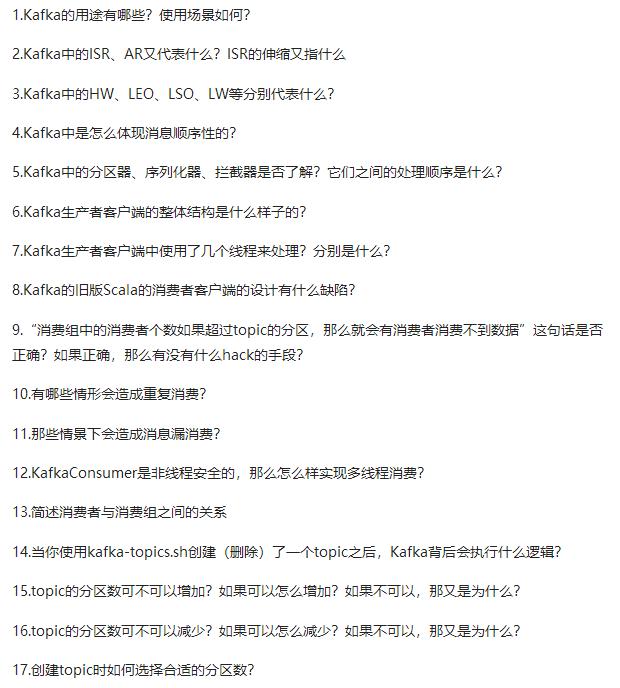 1.Kafka的用途有哪些？使用场景如何？
2.Kafka中的ISR、AR又代表什么？ISR的伸缩又指什么
3.Kafka中的HW、LEO、LSO、LW等分别代表什么？
4.Kafka中是怎么体现消息顺序性的？
5.Kafka中的分区器、序列化器、拦截器是否了解？它们之间的处理顺序是什么？
6.Kafka生产者客户端的整体结构是什么样子的？
7.Kafka生产者客户端中使用了几个线程来处理？分别是什么？
8.Kafka的旧版Scala的消费者客户端的设计有什么缺陷？
9.“消费组中的消费者个数如果超过topic的分区，那么就会有消费者消费不到数据”这句话是否
正确？如果正确，那么有没有什么hack的手段？
10.有哪些情形会造成重复消费？
11.那些情景下会造成消息漏消费？
12.KafkaConsumer是非线程安全的，那么怎么样实现多线程消费？
13.简述消费者与消费组之间的关系
14.当你使用kafka-topics.sh创建（删除）了一个topic之后，Kafka背后会执行什么逻辑？
15.topic的分区数可不可以增加？如果可以怎么增加？如果不可以，那又是为什么？
16.topic的分区数可不可以减少？如果可以怎么减少？如果不可以，那又是为什么？
17.创建topic时如何选择合适的分区数？